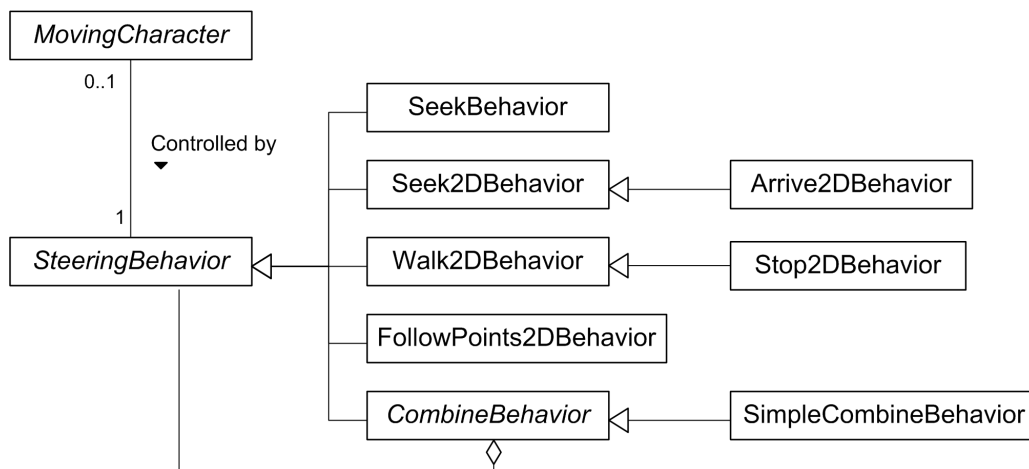 MovingCharacter
0..1
Controlled by
1
SteeringBehavior
SeekBehavior
Seek2DBehavior
Arrive2DBehavior
Walk2DBehavior
Stop2DBehavior
FollowPoints2DBehavior
CombineBehavior
SimpleCombineBehavior